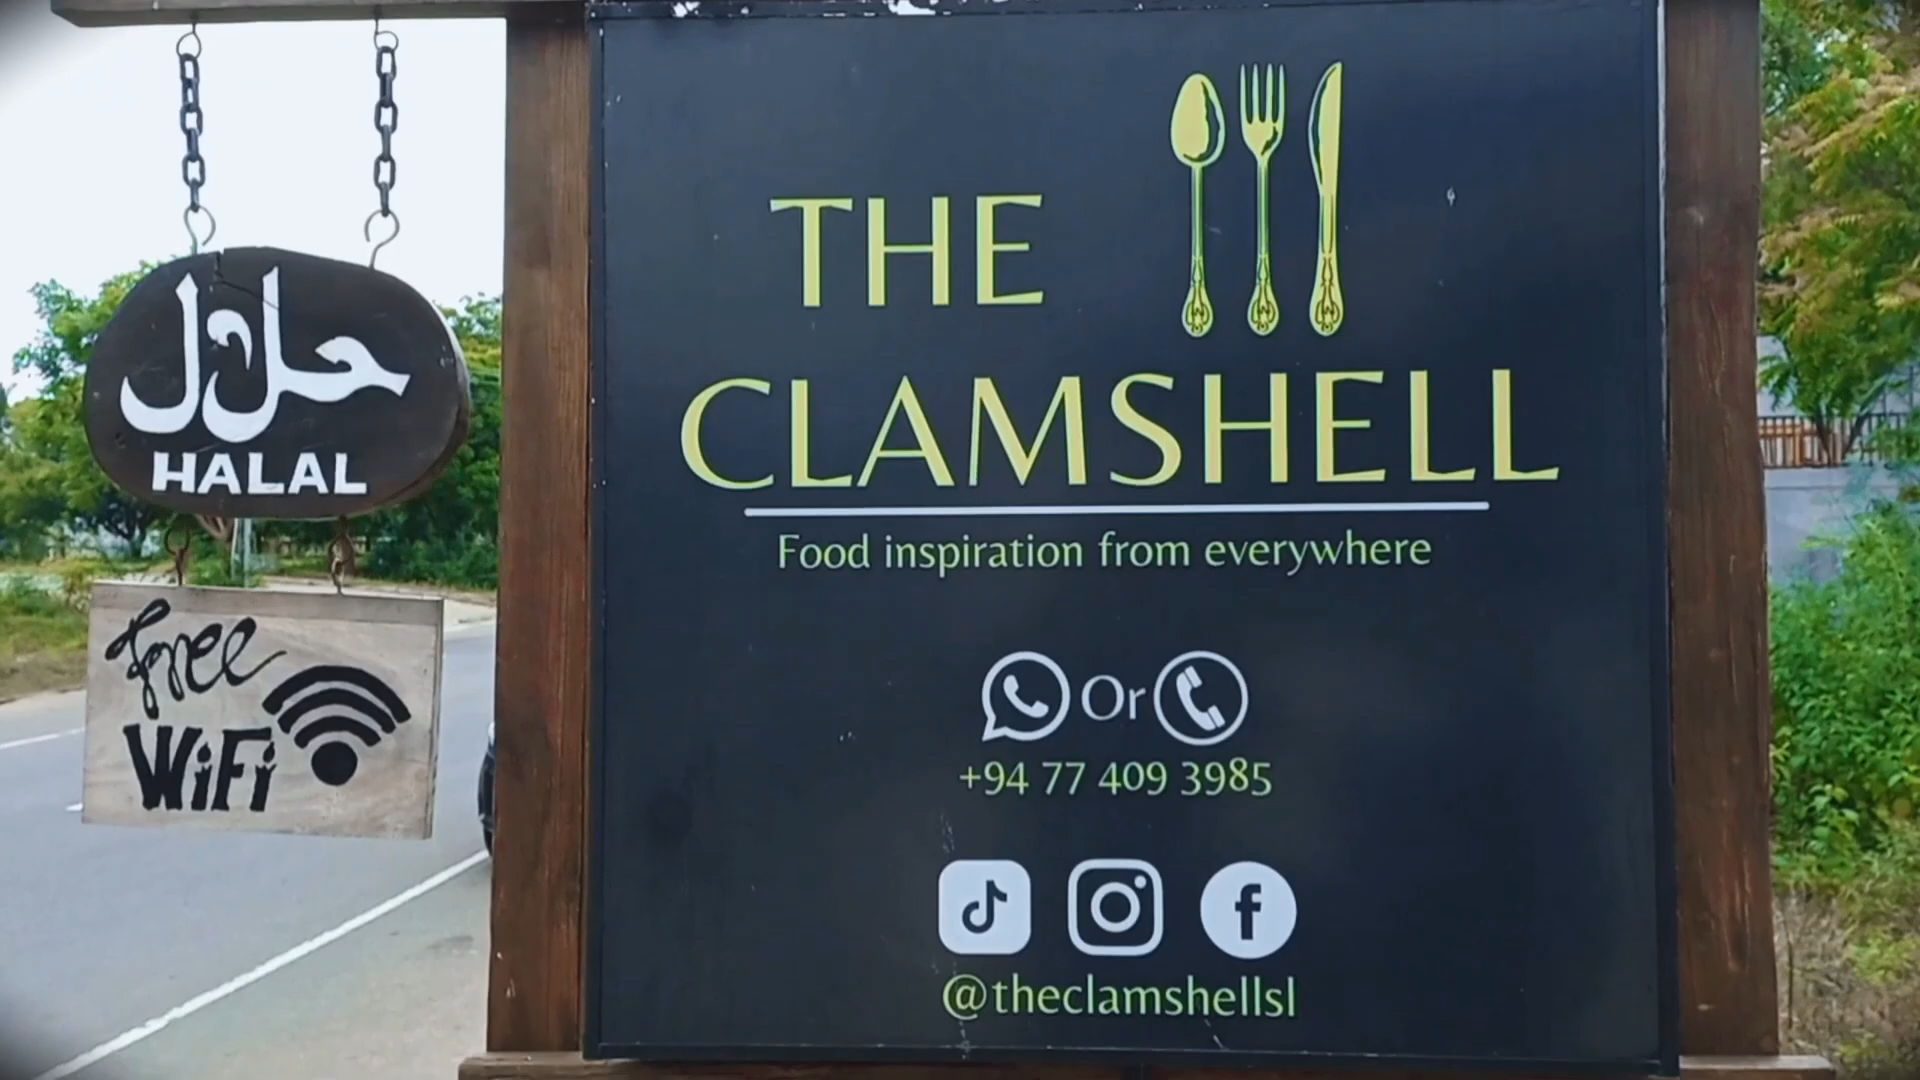 حلال
HALAL
Free
WiFi
THE
CLAMSHELL
Food inspiration from everywhere
Or
+94 77 409 3985
@theclamshellsl